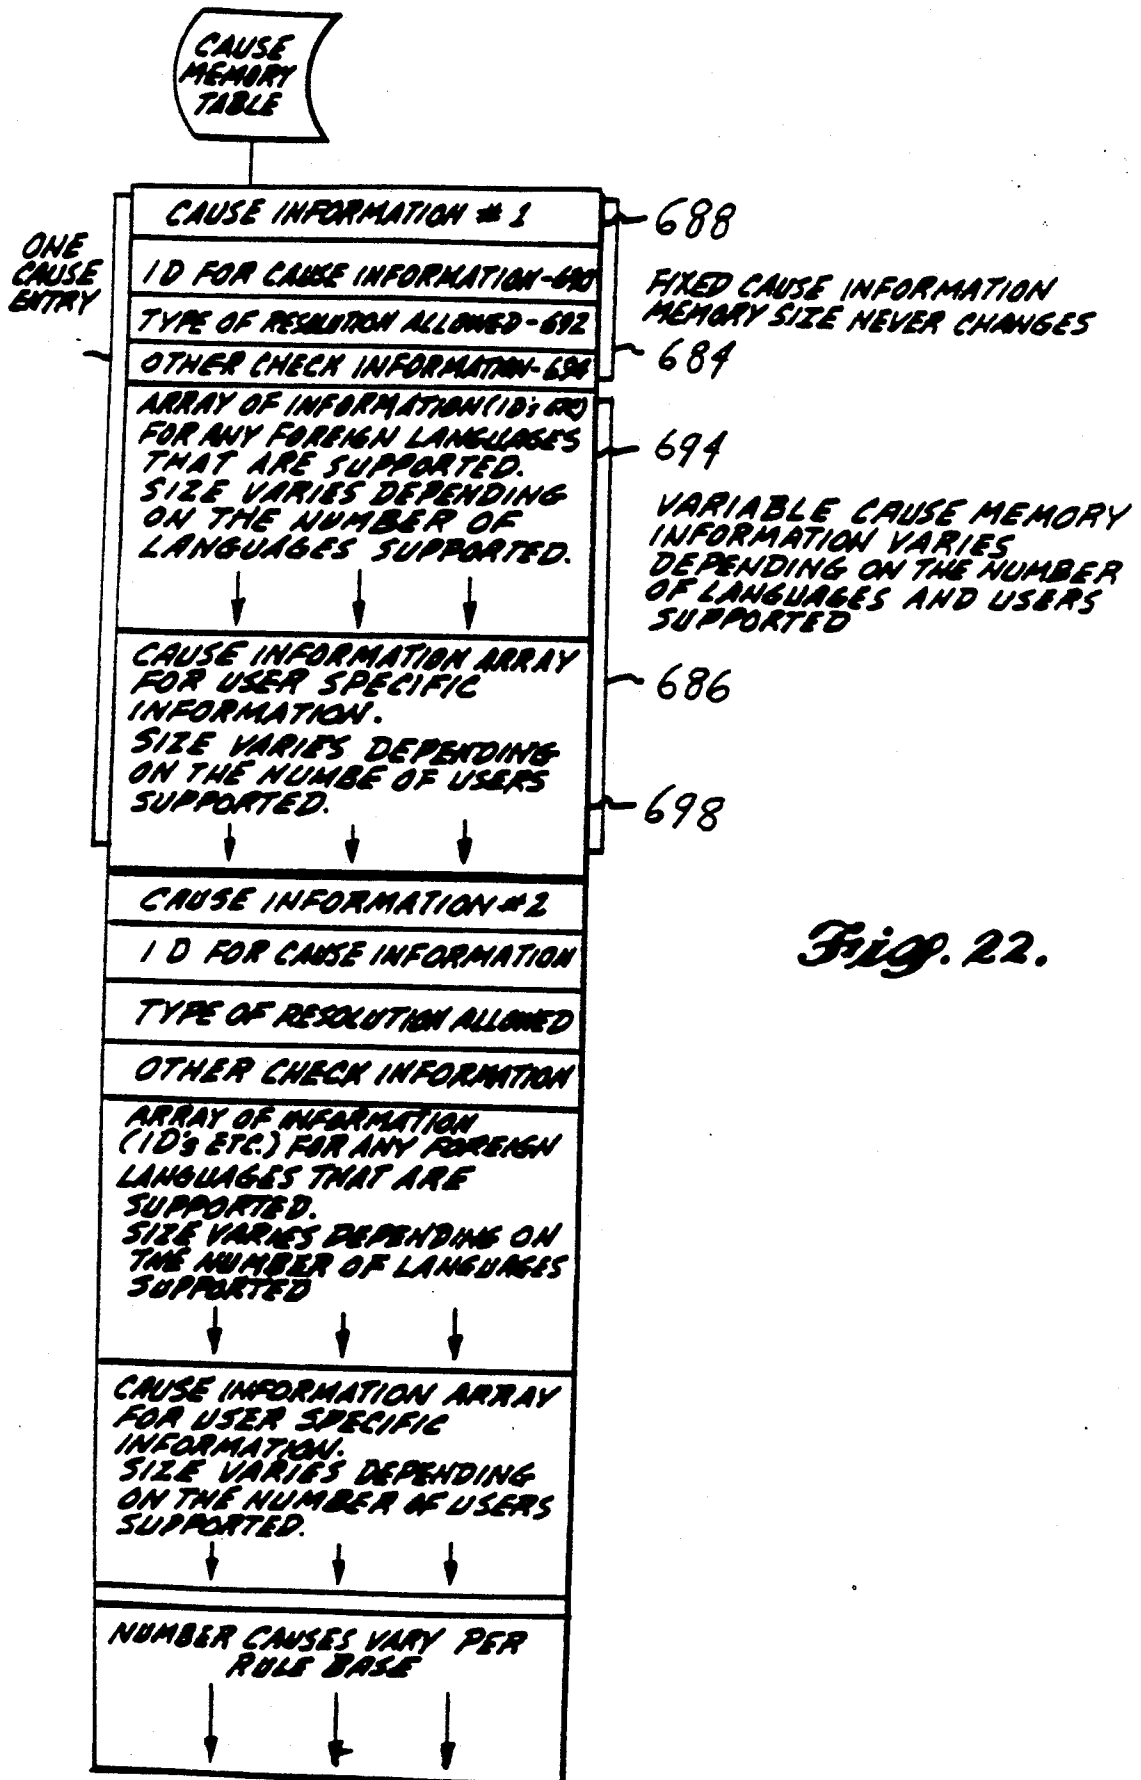 CAUSE
MEMORY
TABLE
CAUSE INFORMATION # 1
688
ONE
CAUSE
ENTRY
ID FOR CAUSE INFORMATION-690
FIXED CAUSE INFORMATION
MEMORY SIZE NEVER CHANGES
TYPE OF RESOLUTION ALLOWED-692
684
OTHER CHECK INFORMATION-694
ARRAY OF INFORMATION (ID's ETC)
FOR ANY FOREIGN LANGUAGES
THAT ARE SUPPORTED.
SIZE VARIES DEPENDING
ON THE NUMBER OF
LANGUAGES SUPPORTED.
694
VARIABLE CAUSE MEMORY
INFORMATION VARIES
DEPENDING ON THE NUMBER
OF LANGUAGES AND USERS
SUPPORTED
CAUSE INFORMATION ARRAY
FOR USER SPECIFIC
INFORMATION.
SIZE VARIES DEPENDING
ON THE NUMBE OF USERS
SUPPORTED.
686
698
CAUSE INFORMATION #2
ID FOR CAUSE INFORMATION
TYPE OF RESOLUTION ALLOWED
OTHER CHECK INFORMATION
ARRAY OF INFORMATION
(ID's ETC.) FOR ANY FOREIGN
LANGUAGES THAT ARE
SUPPORTED.
SIZE VARIES DEPENDING ON
THE NUMBER OF LANGUAGES
SUPPORTED
CAUSE INFORMATION ARRAY
FOR USER SPECIFIC
INFORMATION.
SIZE VARIES DEPENDING
ON THE NUMBER OF USERS
SUPPORTED.
NUMBER CAUSES VARY PER
RULE BASE
Fig. 22.